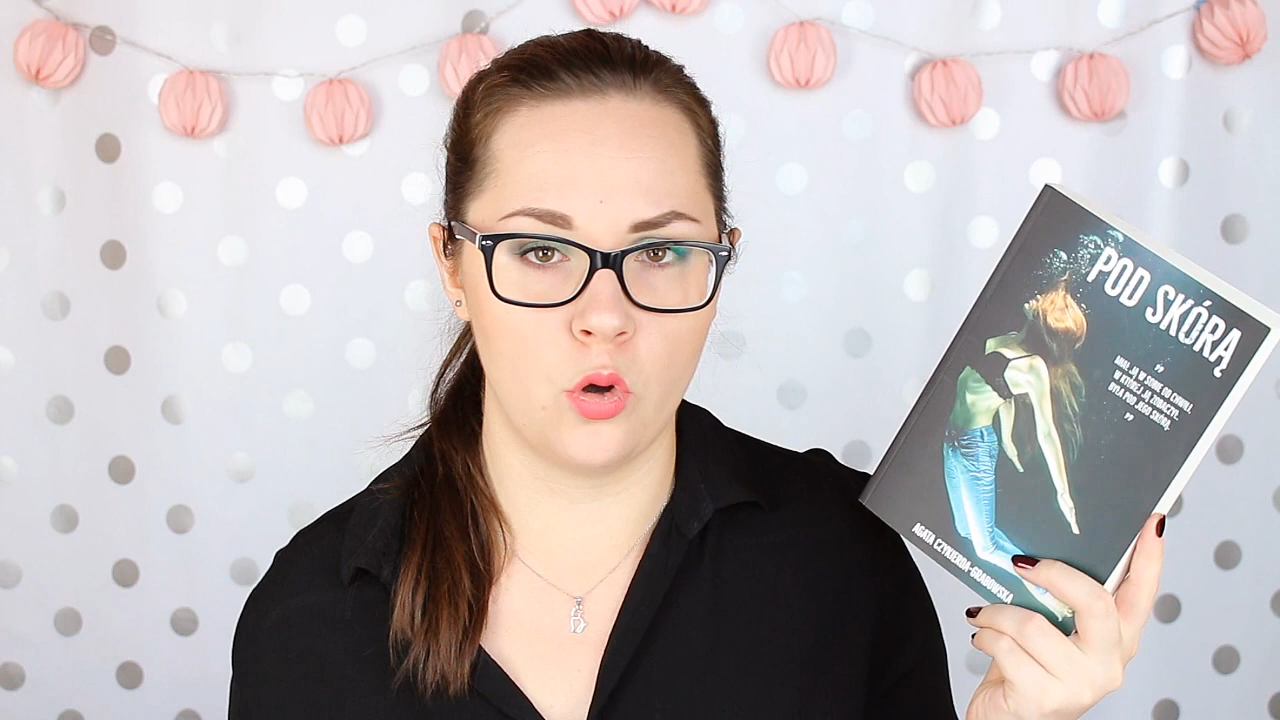 POD SKÓRĄ
"
MIAŁ JĄ W SOBIE OD CHWILI,
W KTÓREJ JĄ ZOBACZYŁ.
BYŁA POD JEGO SKÓRĄ.
"
AGATA CZYKIERDA-GRABOWSKA